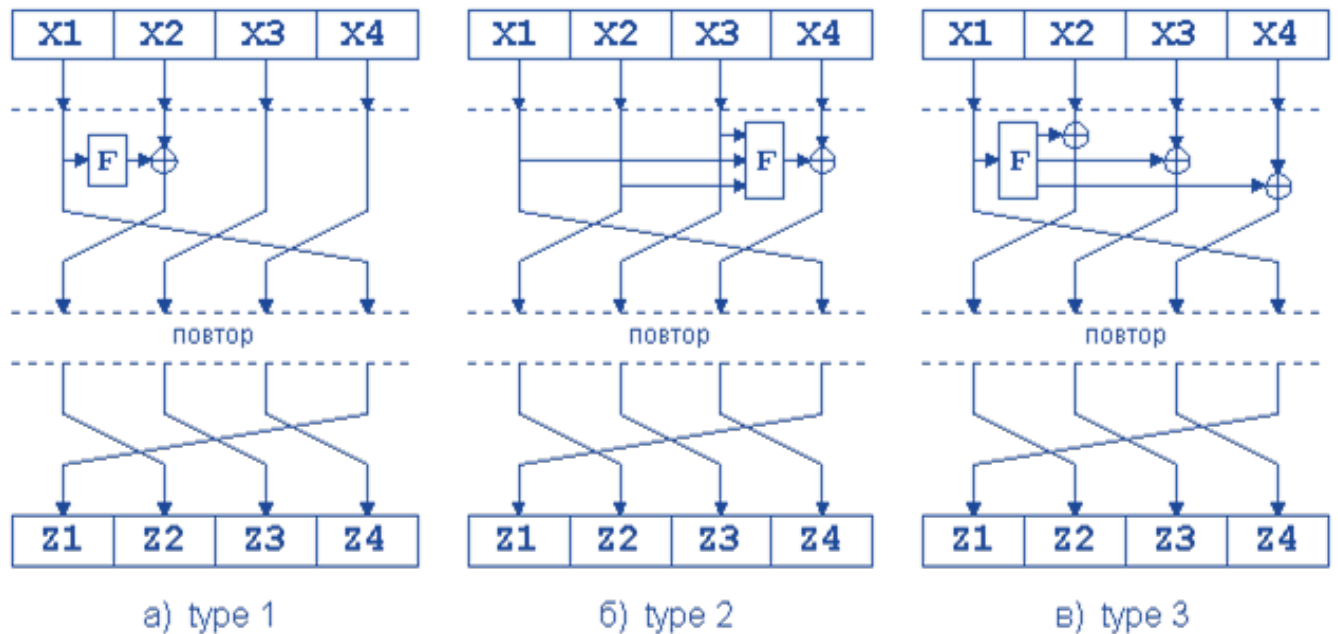 X1 X2 X3 X4 X1 X2 X3 X4 X1 X2 X3 X4
F F F
повтор повтор повтор
Z1 Z2 Z3 Z4 Z1 Z2 Z3 Z4 Z1 Z2 Z3 Z4
а) type 1 б) type 2 в) type 3